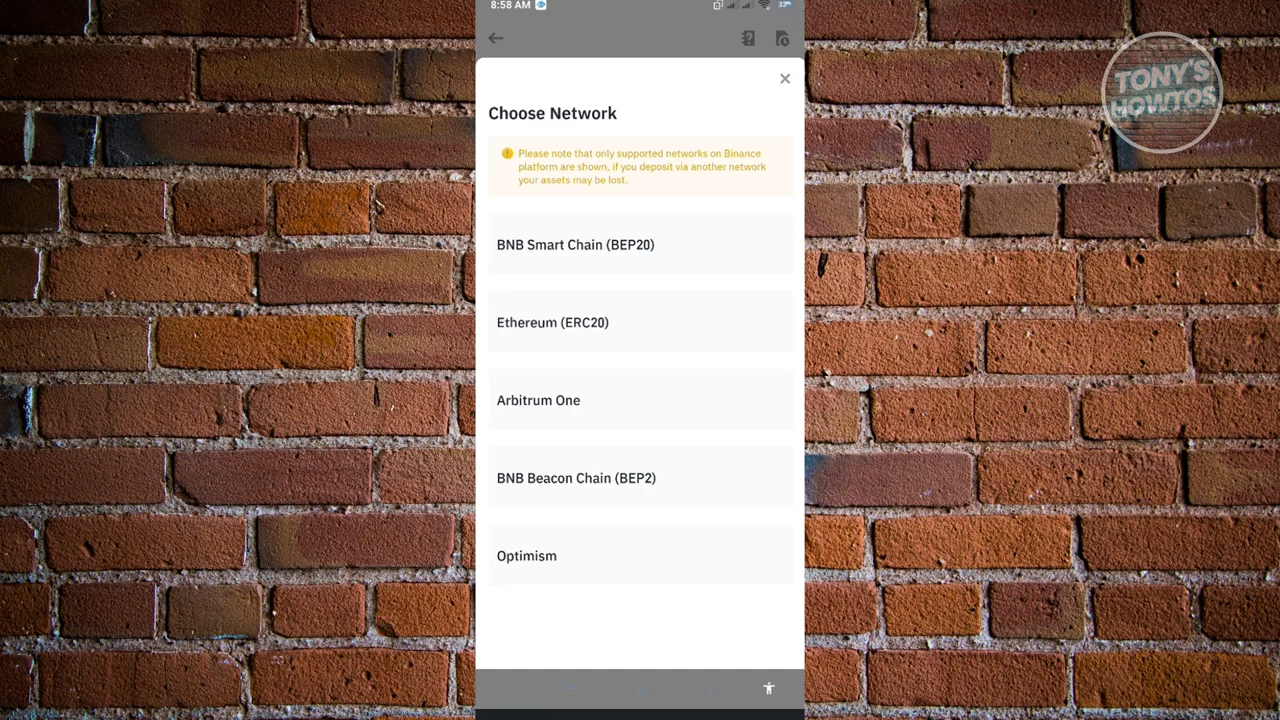 8:58 AM
33
TONY'S
HOWTOS
Choose Network
Please note that only supported networks on Binance
platform are shown, if you deposit via another network
your assets may be lost.
BNB Smart Chain (BEP20)
Ethereum (ERC20)
Arbitrum One
BNB Beacon Chain (BEP2)
Optimism